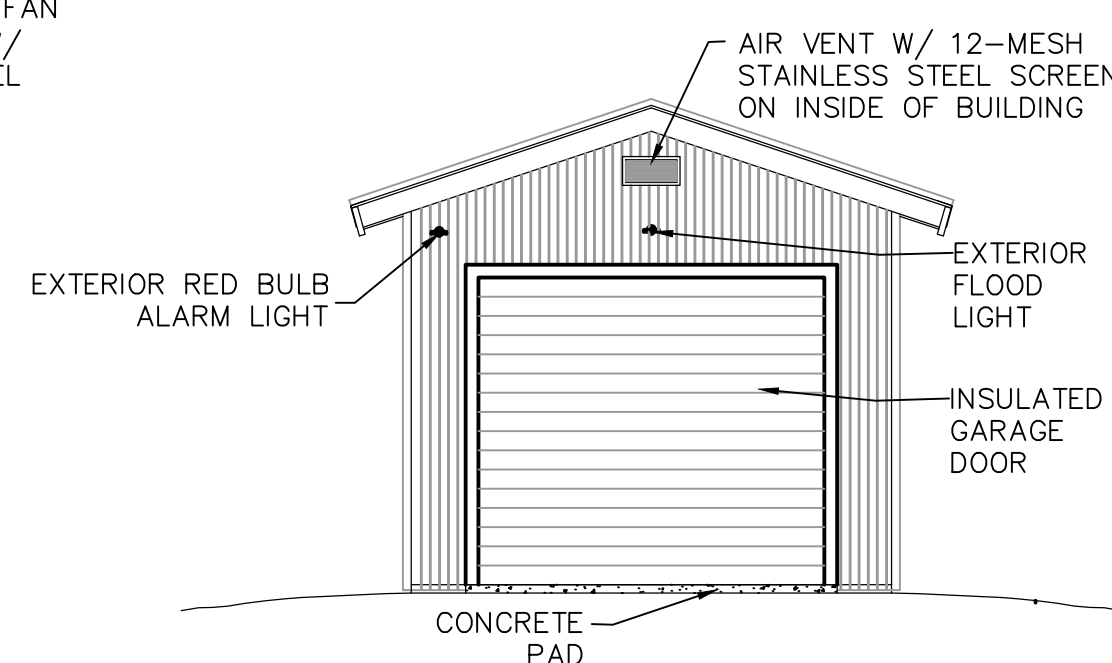 FAN
AIR VENT W/ 12-MESH
STAINLESS STEEL SCREEN
ON INSIDE OF BUILDING
EXTERIOR RED BULB
ALARM LIGHT
EXTERIOR
FLOOD
LIGHT
INSULATED
GARAGE
DOOR
CONCRETE
PAD